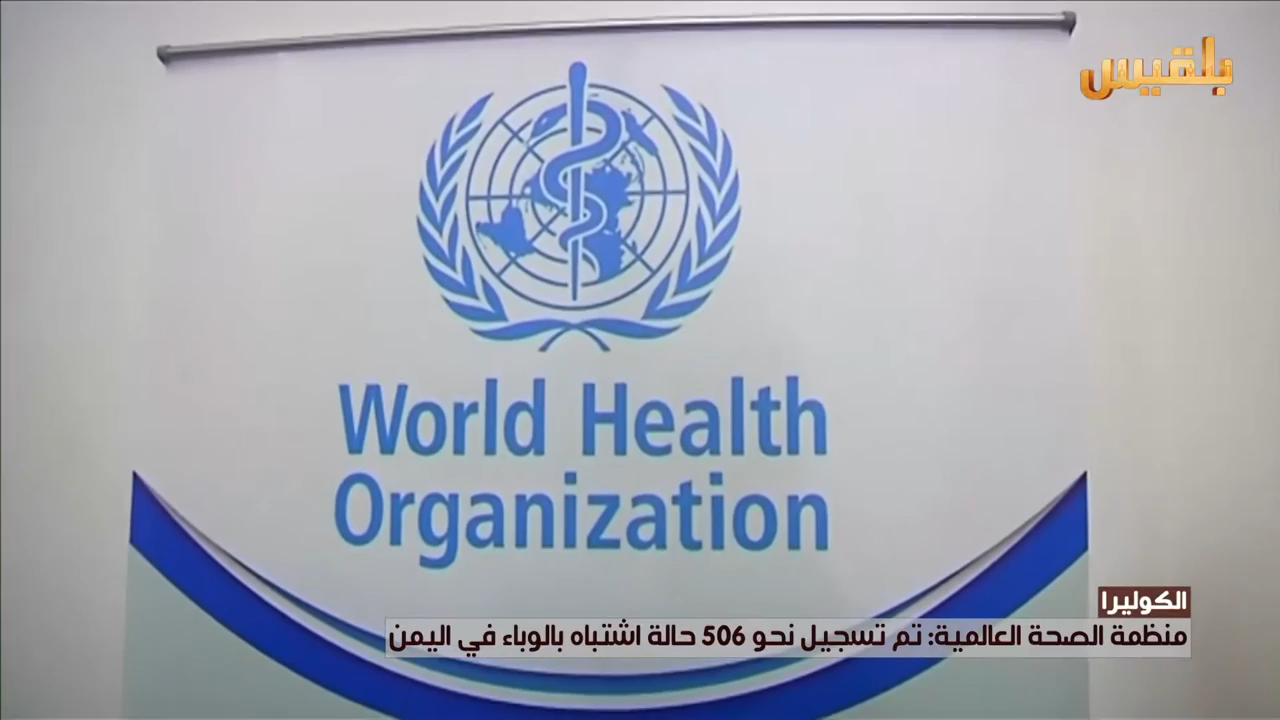 بلقيس
World Health
Organization
الكوليرا
منظمة الصحة العالمية: تم تسجيل نحو 506 حالة اشتباه بالوباء في اليمن